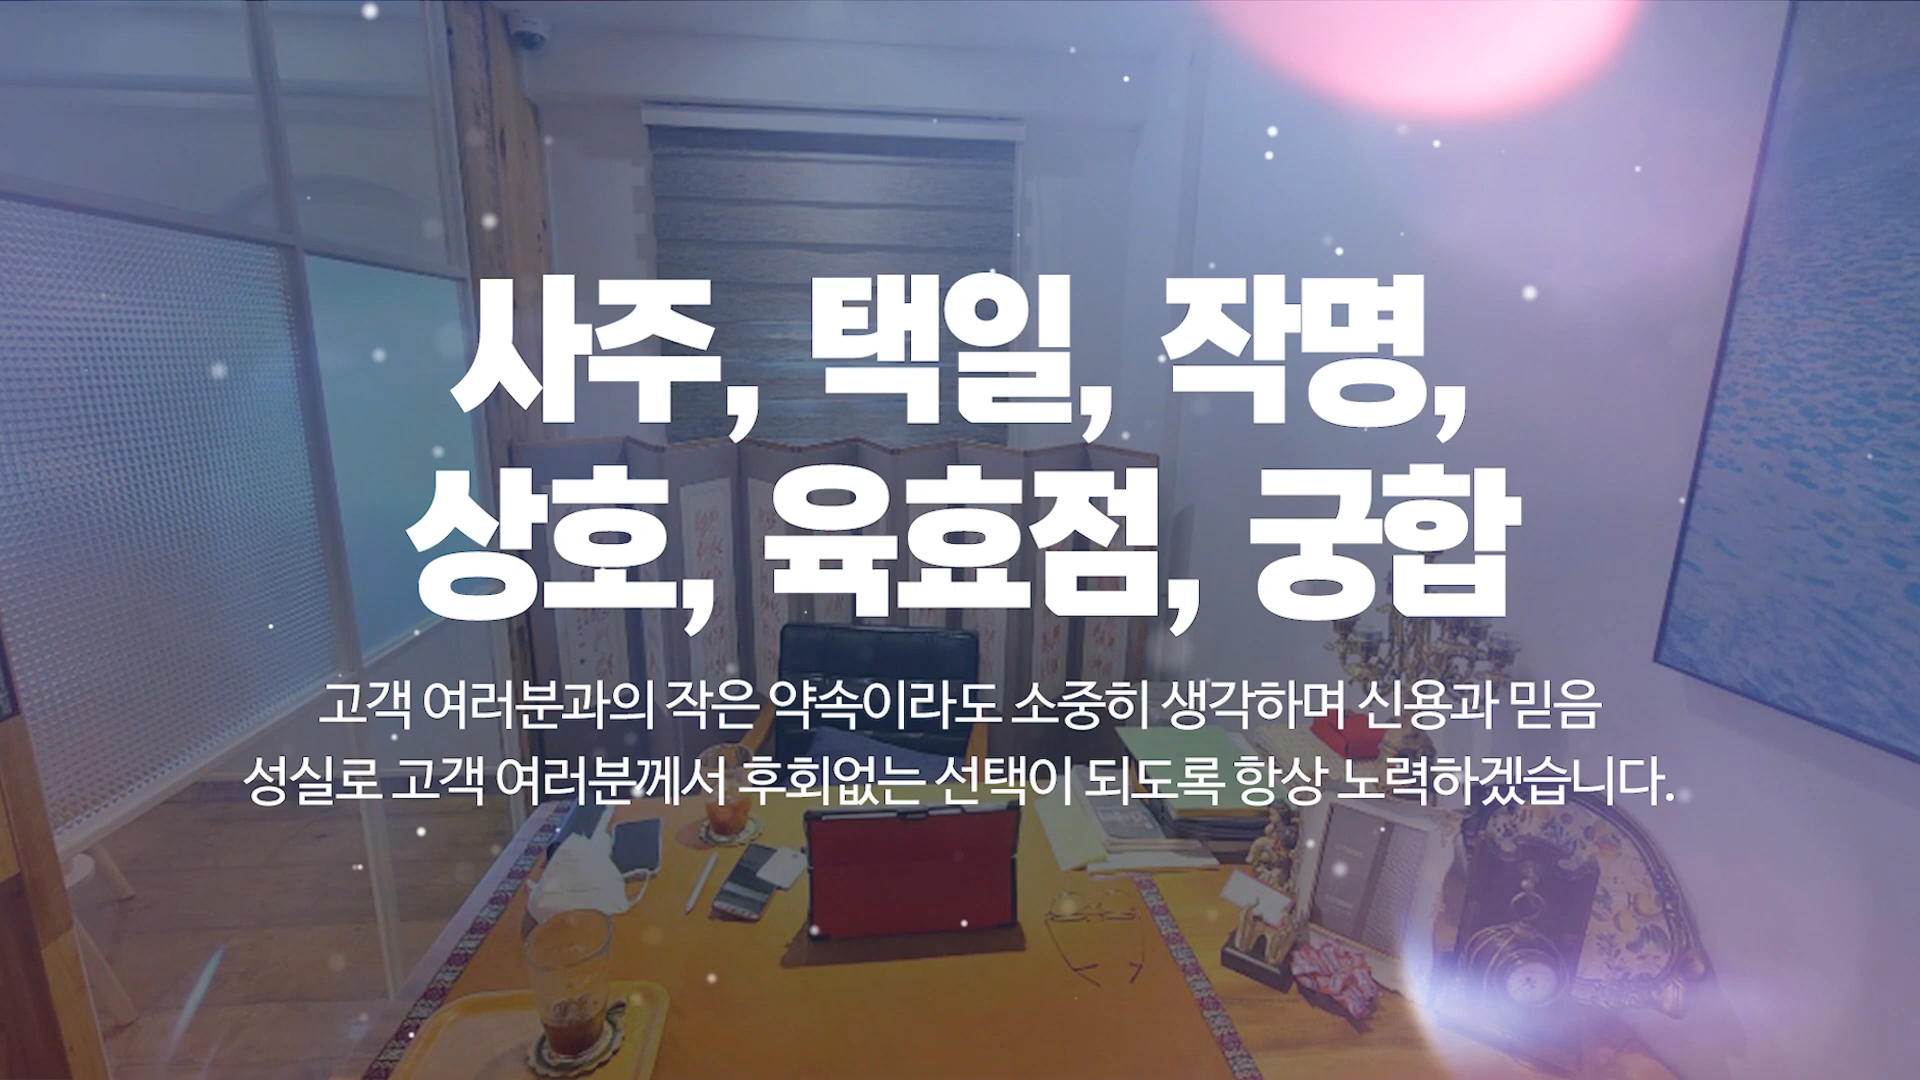 사주, 택일, 작명,
상호, 육효점, 궁합
고객 여러분과의 작은 약속이라도 소중히 생각하며 신용과 믿음
성실로 고객 여러분께서 후회없는 선택이 되도록 항상 노력하겠습니다.